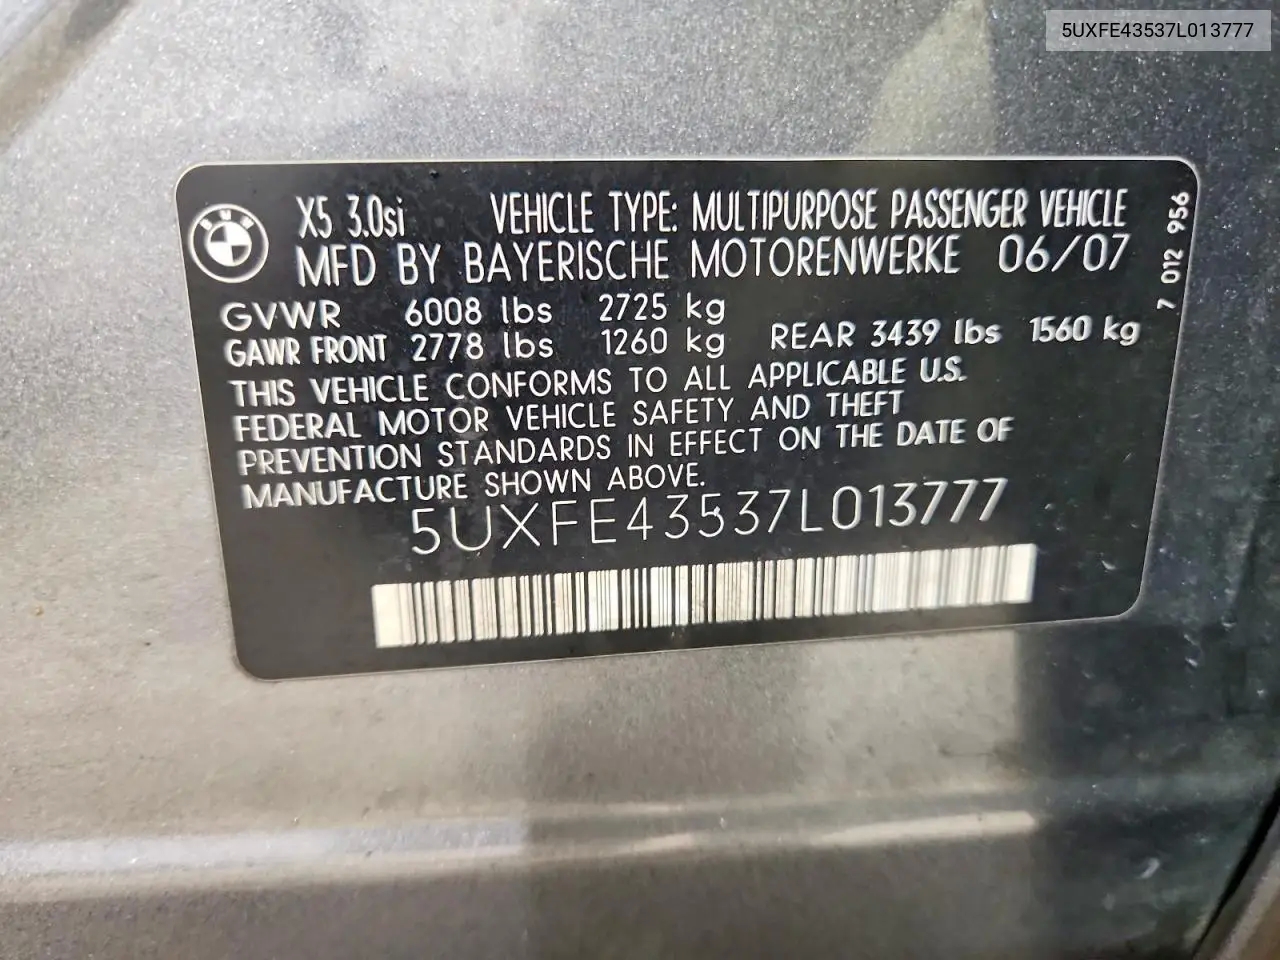 5UXFE43537L013777
BMW
X5 3.0si VEHICLE TYPE: MULTIPURPOSE PASSENGER VEHICLE
MFD BY BAYERISCHE MOTORENWERKE 06/07
7 012 956
GVWR 6008 lbs 2725 kg
GAWR FRONT 2778 lbs 1260 kg REAR 3439 lbs 1560 kg
THIS VEHICLE CONFORMS TO ALL APPLICABLE U.S.
FEDERAL MOTOR VEHICLE SAFETY AND THEFT
PREVENTION STANDARDS IN EFFECT ON THE DATE OF
MANUFACTURE SHOWN ABOVE.
5UXFE43537L013777